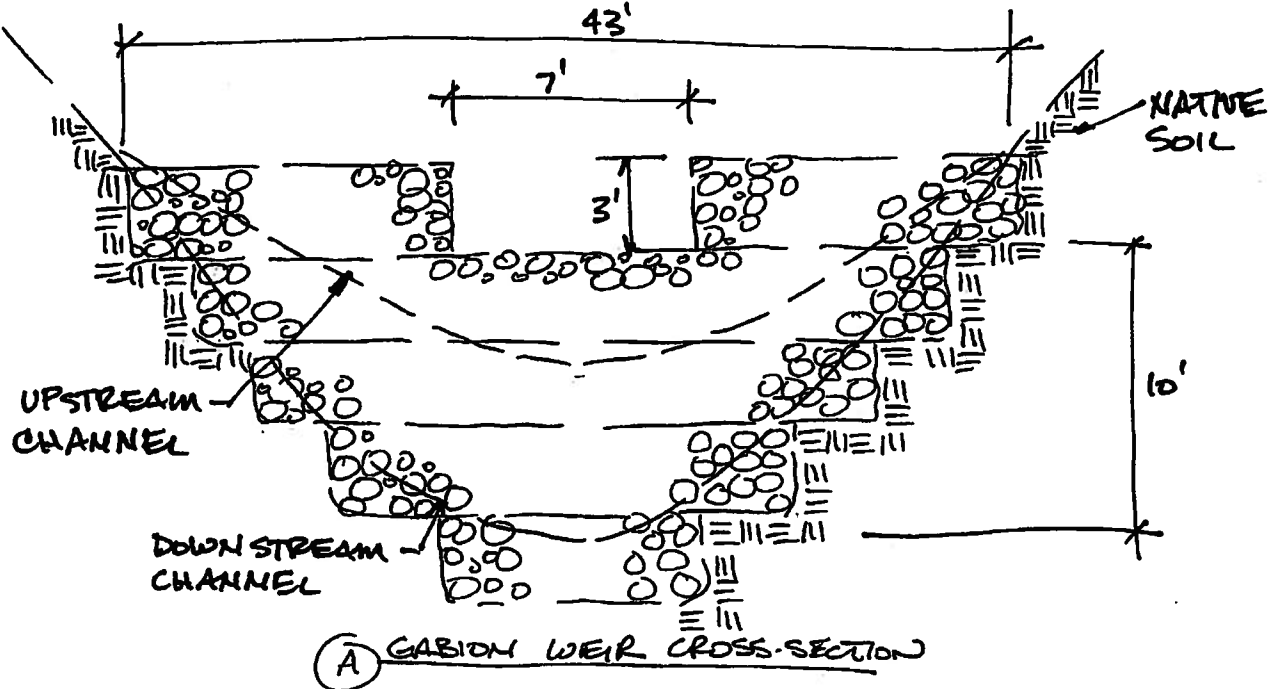 43'
7'
NATIVE
SOIL
3'
10'
UPSTREAM
CHANNEL
DOWNSTREAM
CHANNEL
A GABION WEIR CROSS-SECTION